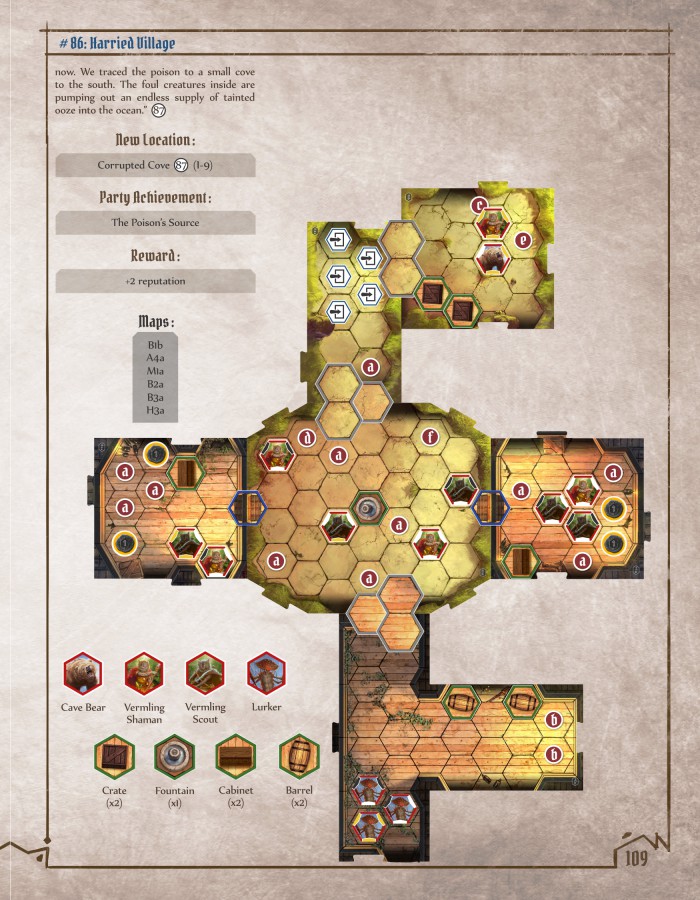 #86: Harried Village
now. We traced the poison to a small cove
to the south. The foul creatures inside are
pumping out an endless supply of tainted
ooze into the ocean.” 87
New Location:
Corrupted Cove 87 (I-9)
Party Achievement:
The Poison's Source
Reward:
+2 reputation
Maps:
B1b
A4a
M1a
B2a
B3a
H3a
c
e
a
d
a
f
a
a
a
a
a
a
1
a
a
a
1
1
a
a
b
b
Cave Bear
Vermling
Shaman
Vermling
Scout
Lurker
Crate
(x2)
Fountain
(x1)
Cabinet
(x2)
Barrel
(x2)
109